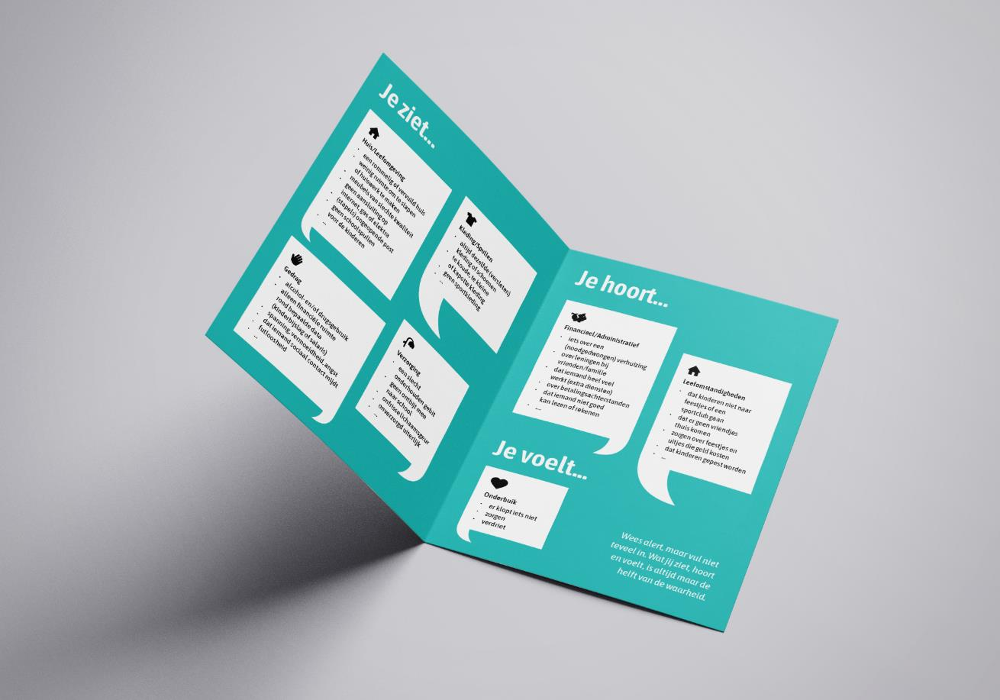 Je ziet...
Huis/Leefomgeving
• een rommelig of vervuild huis
• weinig ruimte om te slapen
of huiswerk te maken
• meubels van slechte kwaliteit
• geen aansluiting op
internet, gas of elektra
• (stapels) ongeopende post
• geen schoolspullen
voor de kinderen
• ...
Kleding/Spullen
• altijd dezelfde (versleten)
kleding of schoenen
• te koude, te kleine
of kapotte kleding
• geen sportkleding
• ...
Gedrag
• alcohol- en/of drugsgebruik
• alleen financiële ruimte
rond bepaalde data
(kinderbijslag of salaris)
• spanning, vermoeidheid, angst
• dat iemand sociaal contact mijdt
• futloosheid
• ...
Verzorging
• een slecht
onderhouden gebit
• geen ontbijt mee
naar school
• onfrisse lichaamsgeur
• onverzorgd uiterlijk
• ...
Je hoort...
Financieel/Administratief
• iets over een
(noodgedwongen) verhuizing
• over leningen bij
vrienden/familie
• dat iemand heel veel
werkt (extra diensten)
• over betalingsachterstanden
• dat iemand niet goed
kan lezen of rekenen
• ...
Leefomstandigheden
• dat kinderen niet naar
feestjes of een
sportclub gaan
• dat er geen vriendjes
thuis komen
• zorgen over feestjes en
uitjes die geld kosten
• dat kinderen gepest worden
• ...
Je voelt...
Onderbuik
• er klopt iets niet
• zorgen
• verdriet
Wees alert, maar vul niet
teveel in. Wat jij ziet, hoort
en voelt, is altijd maar de
helft van de waarheid.